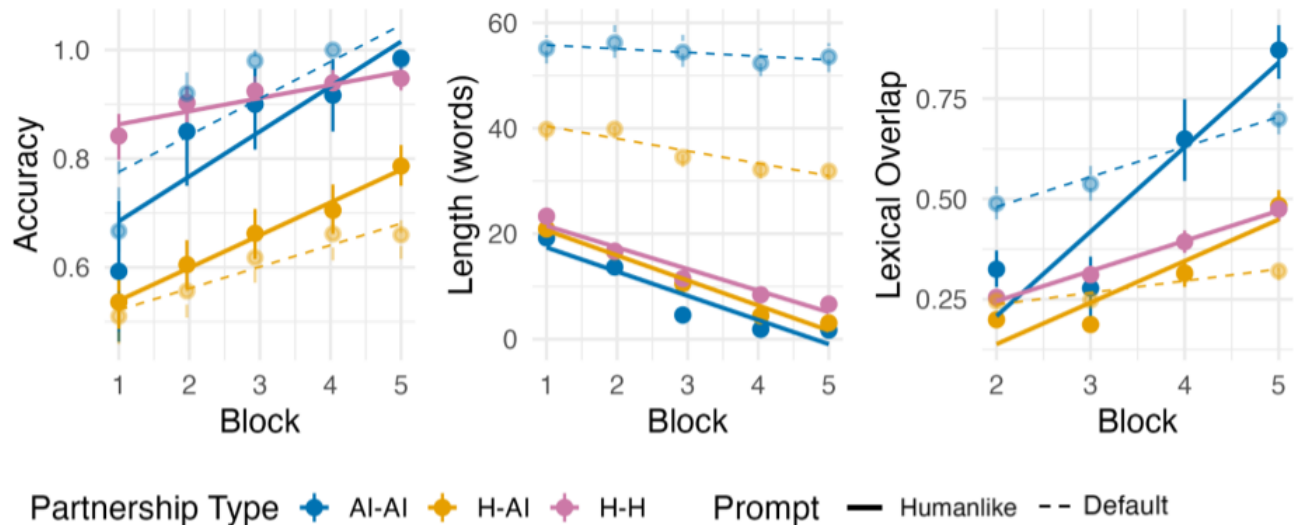 Accuracy
1.0
0.8
0.6
1 2 3 4 5
Block
Length (words)
60
40
20
0
1 2 3 4 5
Block
Lexical Overlap
0.75
0.50
0.25
2 3 4 5
Block
Partnership Type AI-AI H-AI H-H Prompt Humanlike Default